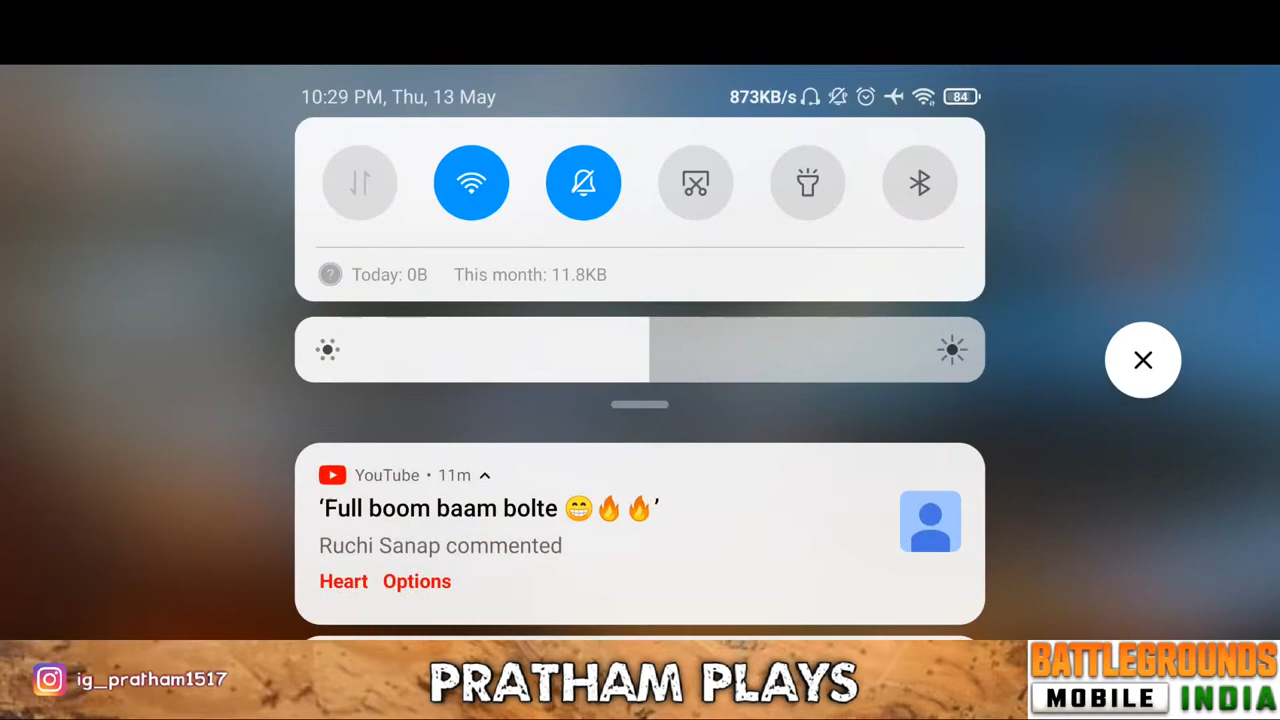 10:29 PM, Thu, 13 May 873KB/s 84
? Today: 0B This month: 11.8KB
YouTube • 11m
‘Full boom baam bolte 😁🔥🔥’
Ruchi Sanap commented
Heart Options
ig_pratham1517
PRATHAM PLAYS
BATTLEGROUNDS
MOBILE INDIA